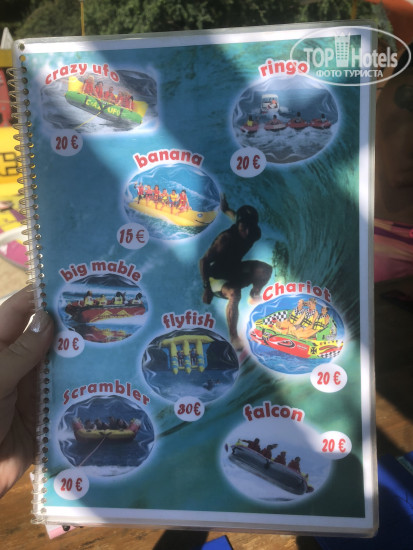 TOP Hotels
ФОТО ТУРИСТА
crazy ufo
20 €
ringo
20 €
banana
15 €
big mable
20 €
flyfish
30 €
Chariot
20 €
Scrambler
20 €
falcon
20 €